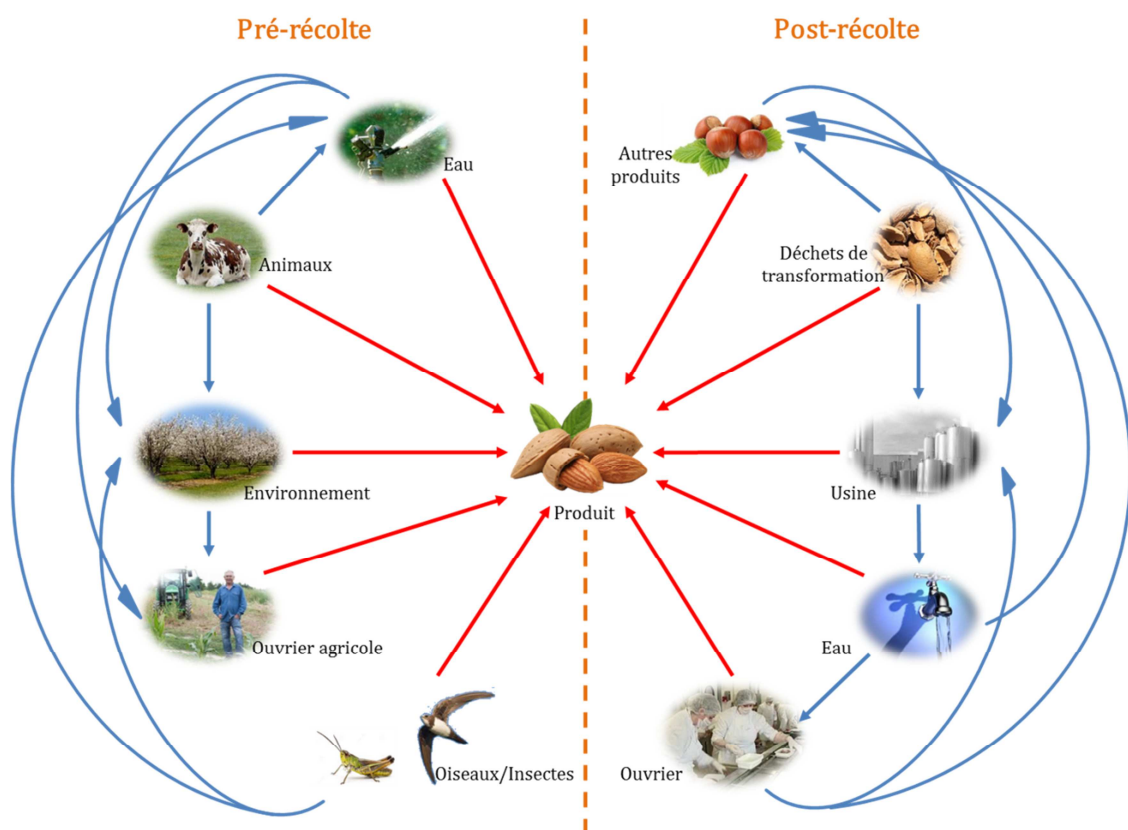 Pré-récolte
Post-récolte
Eau
Autres
produits
Animaux
Déchets de
transformation
Environnement
Usine
Produit
Ouvrier agricole
Eau
Oiseaux/Insectes
Ouvrier